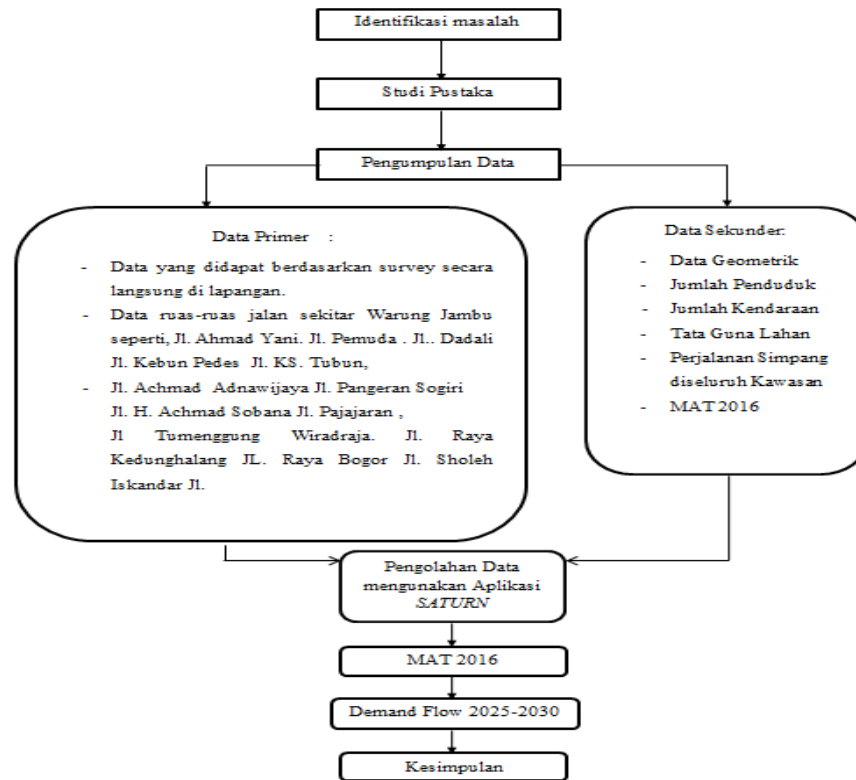 Identifikasi masalah
Studi Pustaka
Pengumpulan Data
Data Primer :
- Data yang didapat berdasarkan survey secara
langsung di lapangan.
- Data ruas-ruas jalan sekitar Warung Jambu
seperti, Jl. Ahmad Yani. Jl. Pemuda . Jl.. Dadali
Jl. Kebun Pedes Jl. KS. Tubun,
- Jl. Achmad Adnawijaya Jl. Pangeran Sogiri
Jl. H. Achmad Sobana Jl. Pajajaran ,
Jl Tumenggung Wiradraja. Jl. Raya
Kedunghalang JL. Raya Bogor Jl. Sholeh
Iskandar Jl.
Data Sekunder:
- Data Geometrik
- Jumlah Penduduk
- Jumlah Kendaraan
- Tata Guna Lahan
- Perjalanan Simpang
diseluruh Kawasan
- MAT 2016
Pengolahan Data
mengunakan Aplikasi
SATURN
MAT 2016
Demand Flow 2025-2030
Kesimpulan